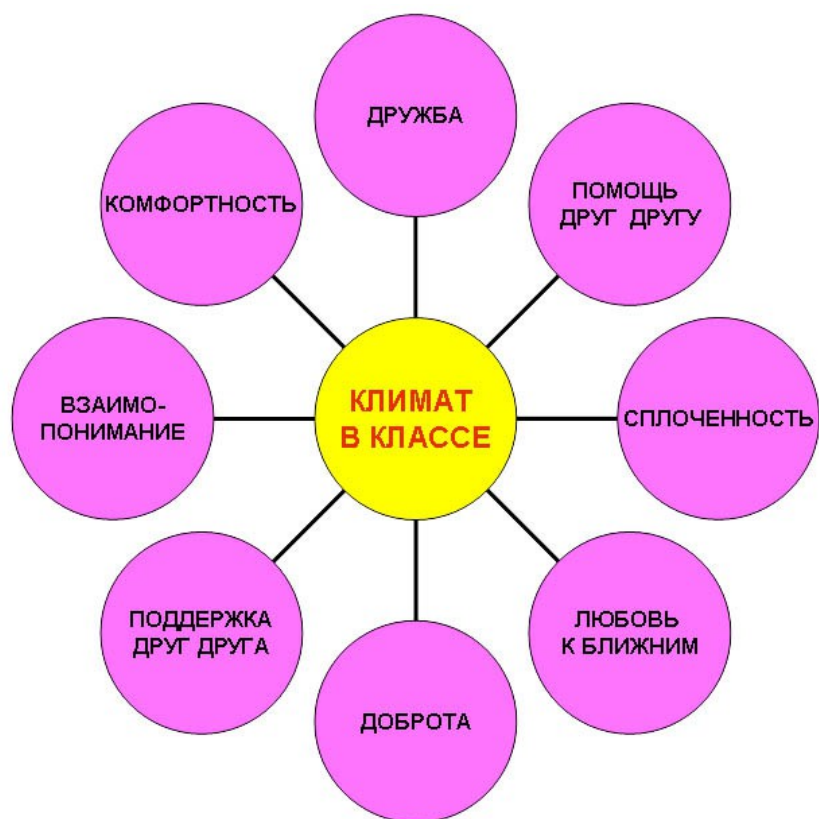 ДРУЖБА
ПОМОЩЬ
ДРУГ ДРУГУ
СПЛОЧЕННОСТЬ
ЛЮБОВЬ
К БЛИЖНИМ
ДОБРОТА
ПОДДЕРЖКА
ДРУГ ДРУГА
ВЗАИМО-
ПОНИМАНИЕ
КОМФОРТНОСТЬ
КЛИМАТ
В КЛАССЕ